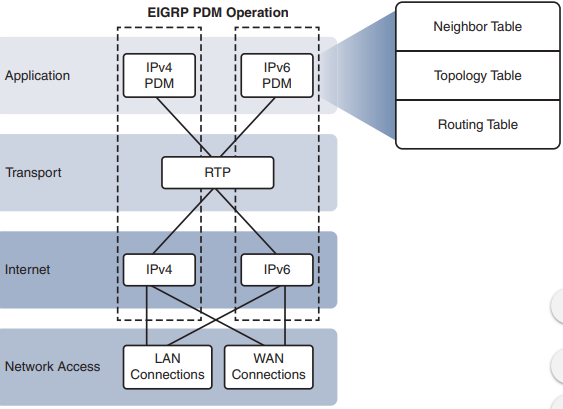 EIGRP PDM Operation
Neighbor Table
Topology Table
Routing Table
Application
IPv4
PDM
IPv6
PDM
Transport
RTP
Internet
IPv4
IPv6
Network Access
LAN
Connections
WAN
Connections